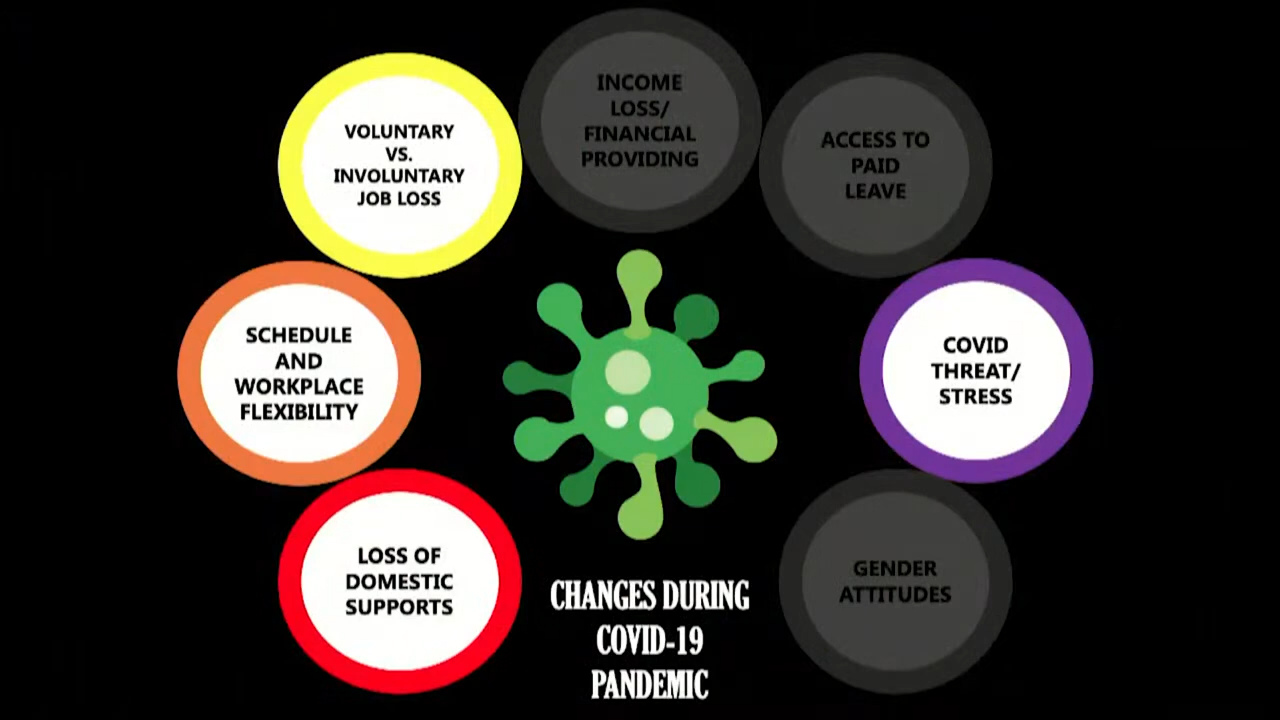 INCOME
LOSS/
FINANCIAL
PROVIDING
VOLUNTARY
VS.
INVOLUNTARY
JOB LOSS
ACCESS TO
PAID
LEAVE
SCHEDULE
AND
WORKPLACE
FLEXIBILITY
COVID
THREAT/
STRESS
LOSS OF
DOMESTIC
SUPPORTS
GENDER
ATTITUDES
CHANGES DURING
COVID-19
PANDEMIC